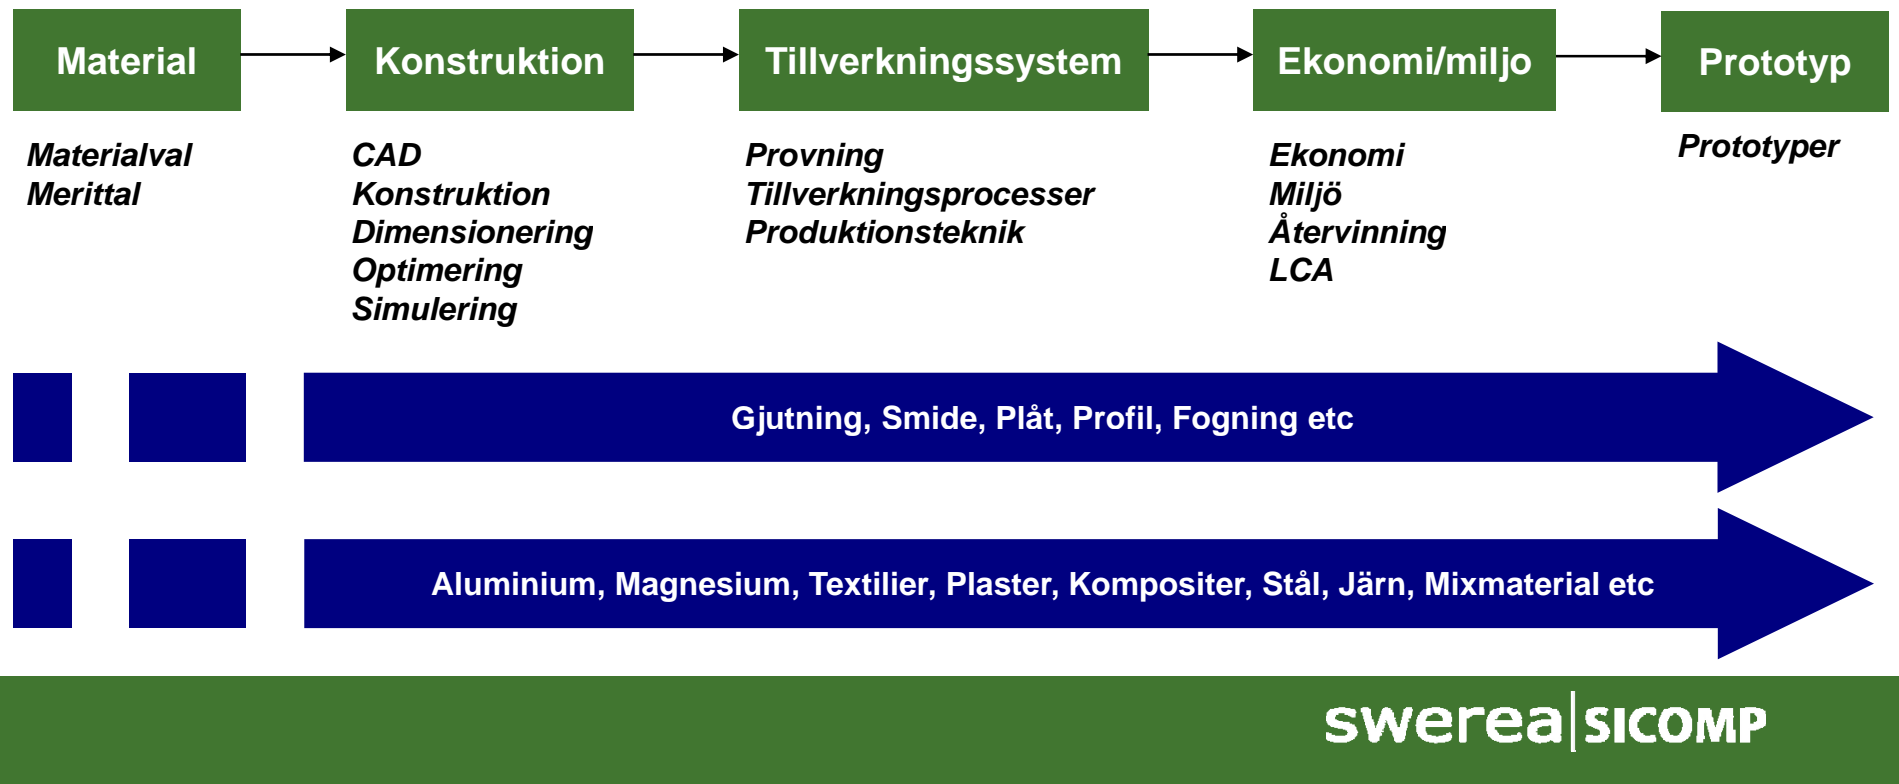 Material
Konstruktion
Tillverkningssystem
Ekonomi/miljo
Prototyp
Materialval
Merittal
CAD
Konstruktion
Dimensionering
Optimering
Simulering
Provning
Tillverkningsprocesser
Produktionsteknik
Ekonomi
Miljö
Återvinning
LCA
Prototyper
Gjutning, Smide, Plåt, Profil, Fogning etc
Aluminium, Magnesium, Textilier, Plaster, Kompositer, Stål, Järn, Mixmaterial etc
swerea|SICOMP